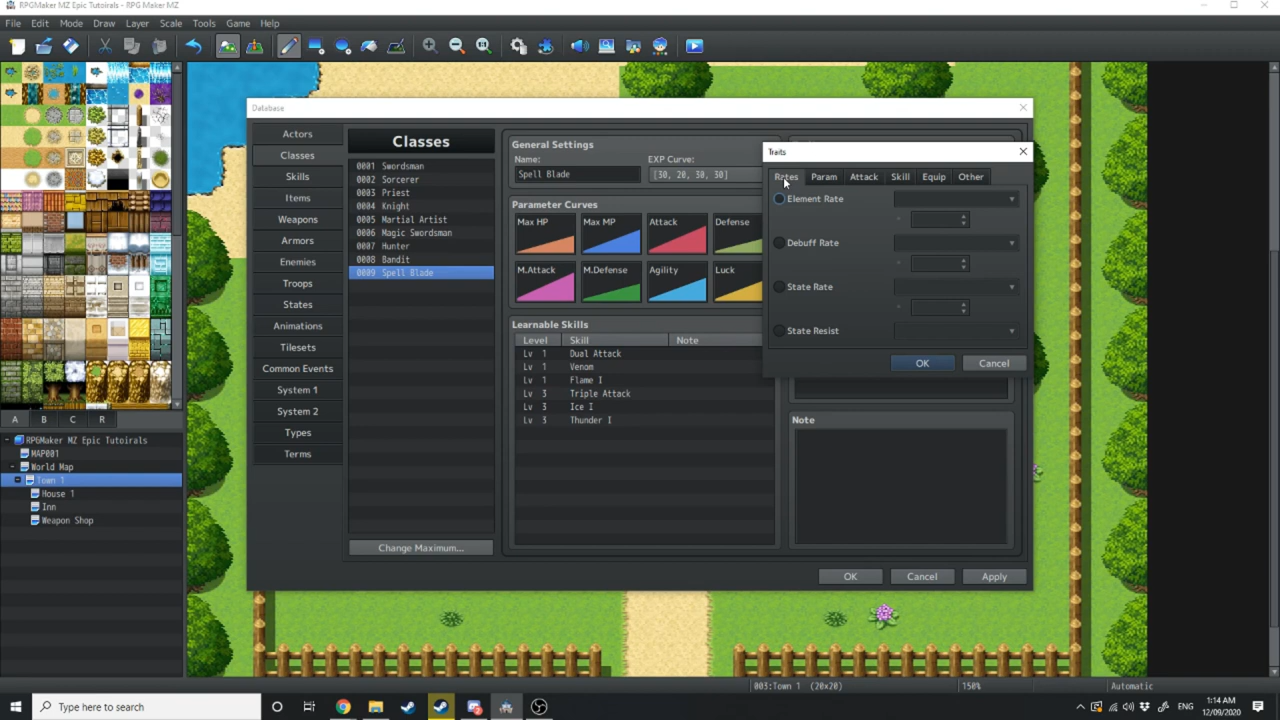 RPGMaker MZ Epic Tutoirals - RPG Maker MZ
File Edit Mode Draw Layer Scale Tools Game Help
Database
Actors
Classes
Skills
Items
Weapons
Armors
Enemies
Troops
States
Animations
Tilesets
Common Events
System 1
System 2
Types
Terms
Classes
0001 Swordsman
0002 Sorcerer
0003 Priest
0004 Knight
0005 Martial Artist
0006 Magic Swordsman
0007 Hunter
0008 Bandit
0009 Spell Blade
Change Maximum...
General Settings
Name: EXP Curve:
Spell Blade [30, 20, 30, 30]
Parameter Curves
Max HP Max MP Attack Defense
M.Attack M.Defense Agility Luck
Learnable Skills
Level Skill Note
Lv 1 Dual Attack
Lv 1 Venom
Lv 1 Flame I
Lv 3 Triple Attack
Lv 3 Ice I
Lv 3 Thunder I
Traits
Rates Param Attack Skill Equip Other
Element Rate
Debuff Rate
State Rate
State Resist
OK Cancel
Note
OK Cancel Apply
A B C R
RPGMaker MZ Epic Tutoirals
MAP001
World Map
Town 1
House 1
Inn
Weapon Shop
003:Town 1 (20x20) 150% Automatic
Type here to search
ENG
1:14 AM
12/09/2020